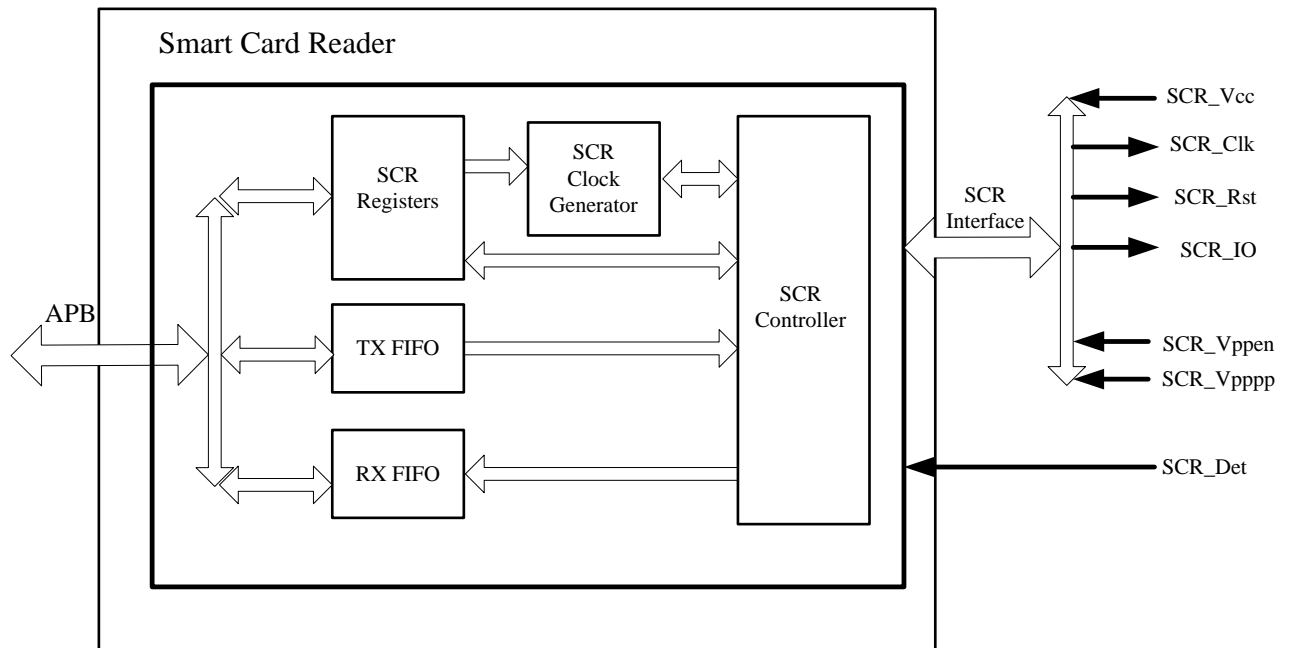 Smart Card Reader
SCR
Registers
SCR
Clock
Generator
SCR
Controller
TX FIFO
RX FIFO
APB
SCR
Interface
SCR_Vcc
SCR_Clk
SCR_Rst
SCR_IO
SCR_Vppen
SCR_Vpppp
SCR_Det